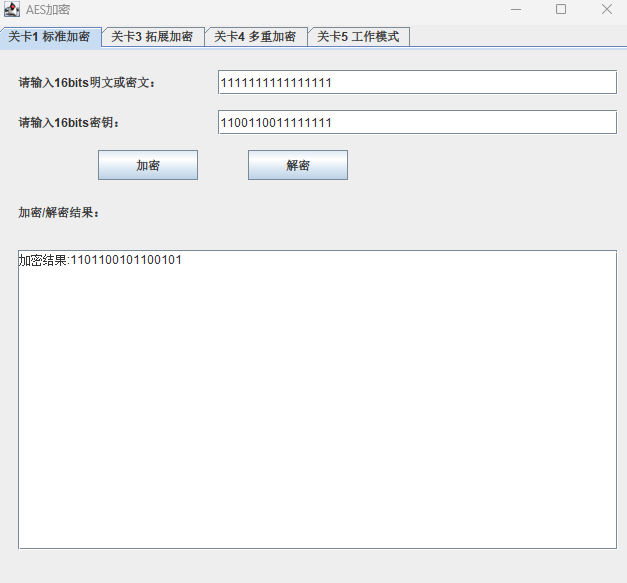 AES加密
关卡1 标准加密 关卡3 拓展加密 关卡4 多重加密 关卡5 工作模式
请输入16bits明文或密文: 1111111111111111
请输入16bits密钥: 1100110011111111
加密 解密
加密/解密结果:
加密结果:1101100101100101